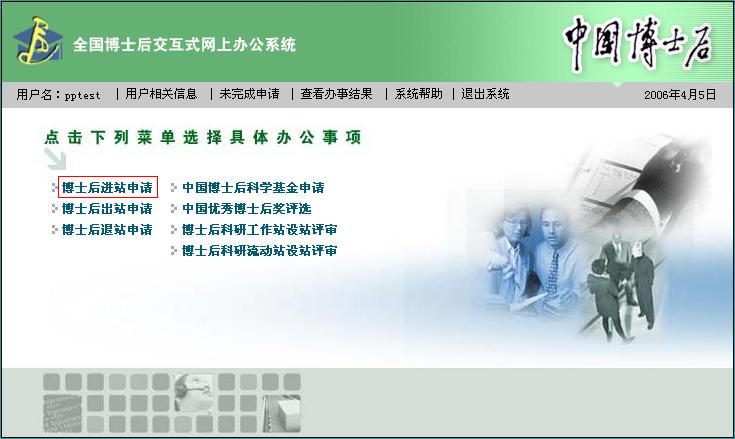 全国博士后交互式网上办公系统
中国博士后
用户名：pptest | 用户相关信息 | 未完成申请 | 查看办事结果 | 系统帮助 | 退出系统 2006年4月5日
点击下列菜单选择具体办公事项
博士后进站申请 中国博士后科学基金申请
博士后出站申请 中国优秀博士后奖评选
博士后退站申请 博士后科研工作站设站评审
博士后科研流动站设站评审